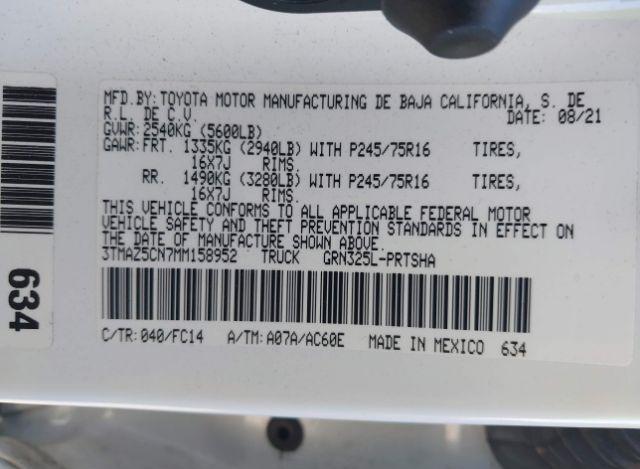 MFD.BY:TOYOTA MOTOR MANUFACTURING DE BAJA CALIFORNIA, S. DE
R.L. DE C.V. DATE: 08/21
GVWR:2540KG (5600LB)
GAWR:FRT. 1335KG (2940LB) WITH P245/75R16 TIRES,
16X7J RIMS.
RR. 1490KG (3280LB) WITH P245/75R16 TIRES,
16X7J RIMS.
THIS VEHICLE CONFORMS TO ALL APPLICABLE FEDERAL MOTOR
VEHICLE SAFETY AND THEFT PREVENTION STANDARDS IN EFFECT ON
THE DATE OF MANUFACTURE SHOWN ABOVE.
3TMAZ5CN7MM158952 TRUCK GRN325L-PRTSHA
C/TR:040/FC14 A/TM:A07A/AC60E MADE IN MEXICO 634
634